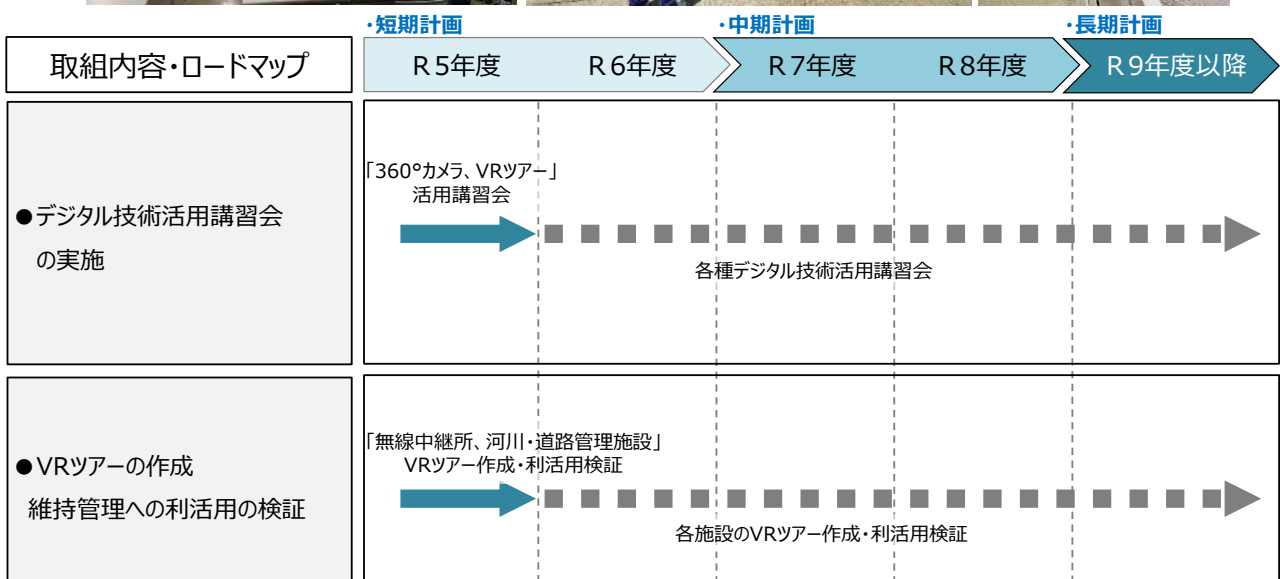 ・短期計画
・中期計画
・長期計画
取組内容・ロードマップ
R5年度
R6年度
R7年度
R8年度
R9年度以降
●デジタル技術活用講習会
の実施
「360°カメラ、VRツアー」
活用講習会
各種デジタル技術活用講習会
●VRツアーの作成
維持管理への利活用の検証
「無線中継所、河川・道路管理施設」
VRツアー作成・利活用検証
各施設のVRツアー作成・利活用検証